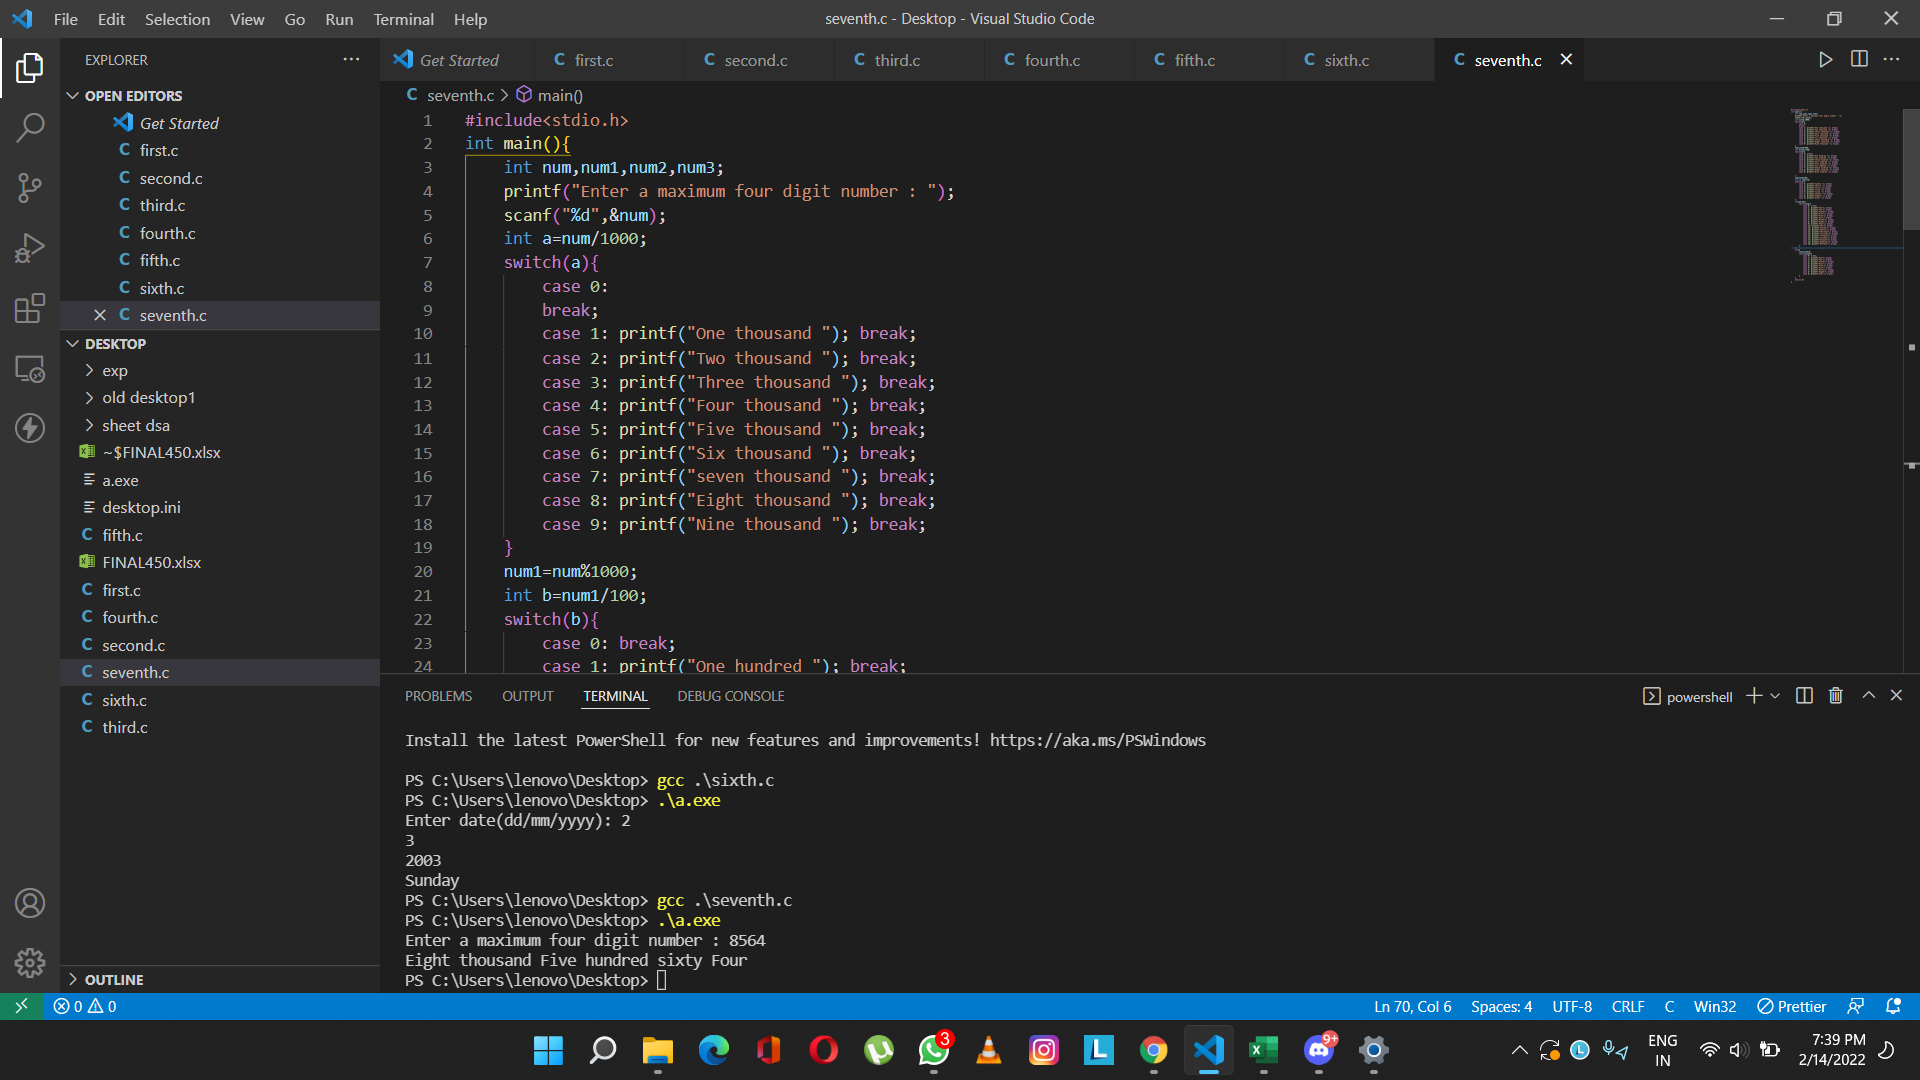 File Edit Selection View Go Run Terminal Help
seventh.c - Desktop - Visual Studio Code
EXPLORER
OPEN EDITORS
Get Started
first.c
second.c
third.c
fourth.c
fifth.c
sixth.c
seventh.c
DESKTOP
exp
old desktop1
sheet dsa
~$FINAL450.xlsx
a.exe
desktop.ini
fifth.c
FINAL450.xlsx
first.c
fourth.c
second.c
seventh.c
sixth.c
third.c
OUTLINE
Get Started first.c second.c third.c fourth.c fifth.c sixth.c seventh.c
seventh.c > main()
1 #include<stdio.h>
2 int main(){
3 int num,num1,num2,num3;
4 printf("Enter a maximum four digit number : ");
5 scanf("%d",&num);
6 int a=num/1000;
7 switch(a){
8 case 0:
9 break;
10 case 1: printf("One thousand "); break;
11 case 2: printf("Two thousand "); break;
12 case 3: printf("Three thousand "); break;
13 case 4: printf("Four thousand "); break;
14 case 5: printf("Five thousand "); break;
15 case 6: printf("Six thousand "); break;
16 case 7: printf("seven thousand "); break;
17 case 8: printf("Eight thousand "); break;
18 case 9: printf("Nine thousand "); break;
19 }
20 num1=num%1000;
21 int b=num1/100;
22 switch(b){
23 case 0: break;
24 case 1: printf("One hundred "); break;
PROBLEMS OUTPUT TERMINAL DEBUG CONSOLE
powershell
Install the latest PowerShell for new features and improvements! https://aka.ms/PSWindows
PS C:\Users\lenovo\Desktop> gcc .\sixth.c
PS C:\Users\lenovo\Desktop> .\a.exe
Enter date(dd/mm/yyyy): 2
3
2003
Sunday
PS C:\Users\lenovo\Desktop> gcc .\seventh.c
PS C:\Users\lenovo\Desktop> .\a.exe
Enter a maximum four digit number : 8564
Eight thousand Five hundred sixty Four
PS C:\Users\lenovo\Desktop>
0 0
Ln 70, Col 6 Spaces: 4 UTF-8 CRLF C Win32 Prettier
3
9+
ENG
IN
7:39 PM
2/14/2022